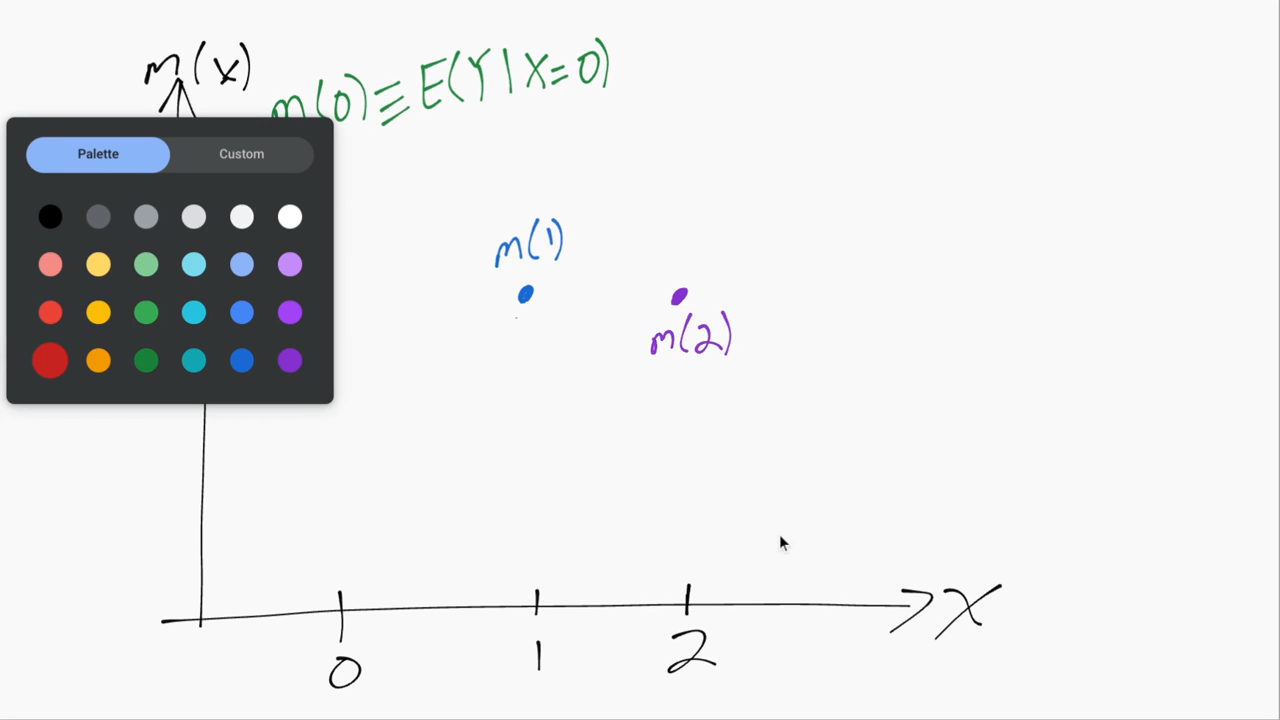 m(x)
m(0) ≡ E(Y|X=0)
Palette Custom
m(1)
m(2)
0 1 2 X